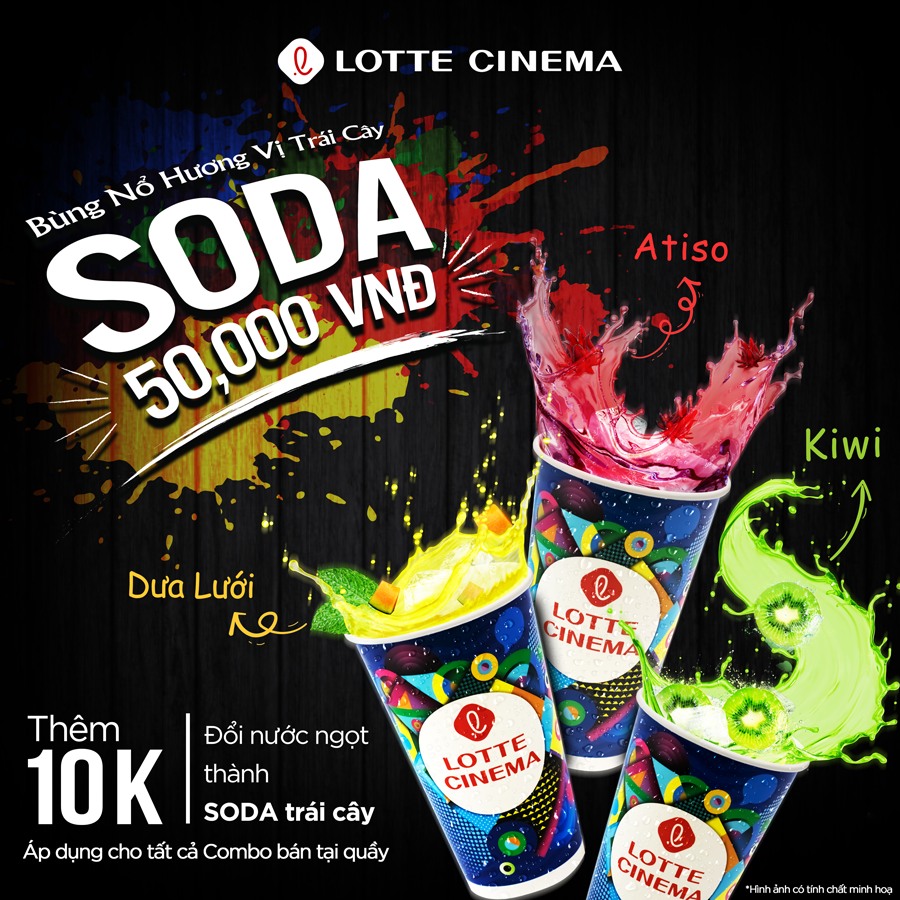 LOTTE CINEMA
Bùng Nổ Hương Vị Trái Cây
SODA
50,000 VNĐ
Atiso
Kiwi
Dưa Lưới
LOTTE
CINEMA
LOTTE
CINEMA
LOTTE
CINEMA
Thêm
10K
Đổi nước ngọt
thành
SODA trái cây
Áp dụng cho tất cả Combo bán tại quầy
*Hình ảnh có tính chất minh hoạ